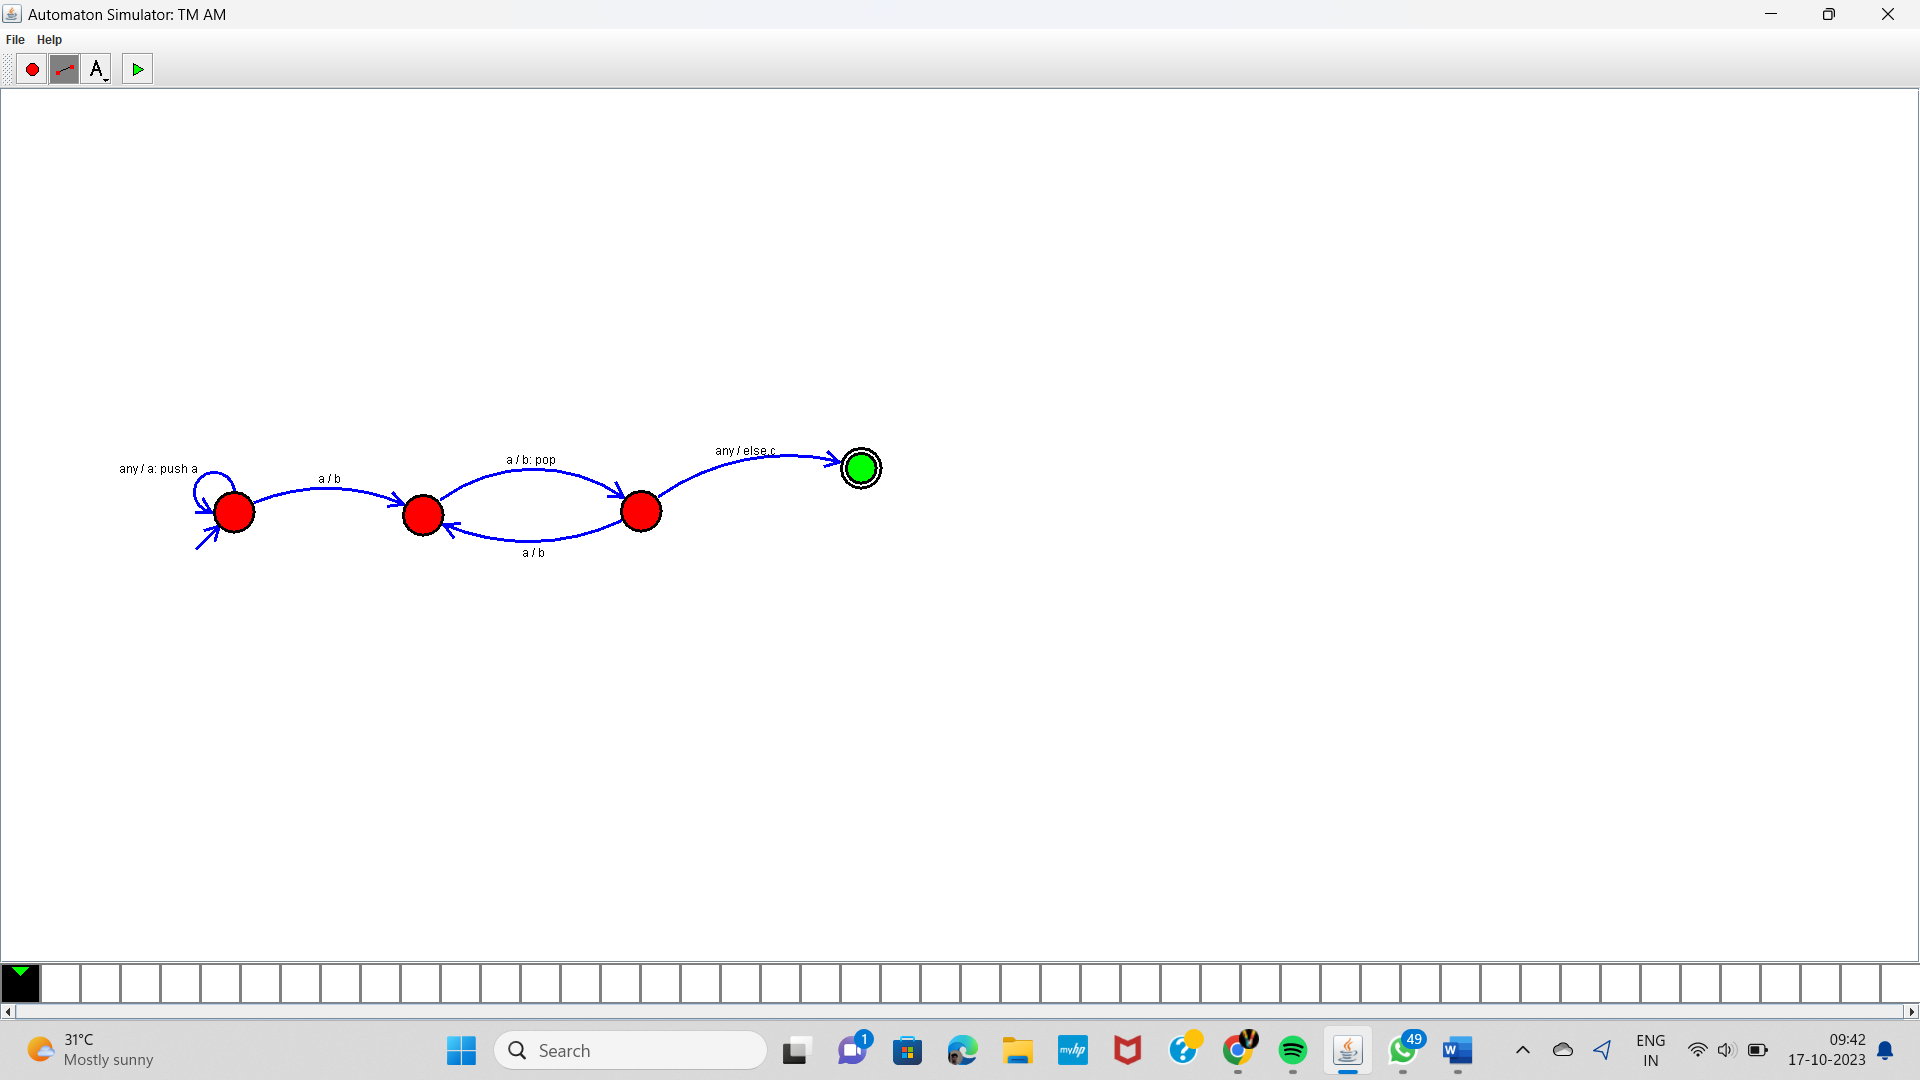 Automaton Simulator: TM AM
File Help
A
any / a: push a
a / b
a / b: pop
any / else,c
a / b
31°C
Mostly sunny
Search
1
myhp
?
49
W
ENG
IN
09:42
17-10-2023